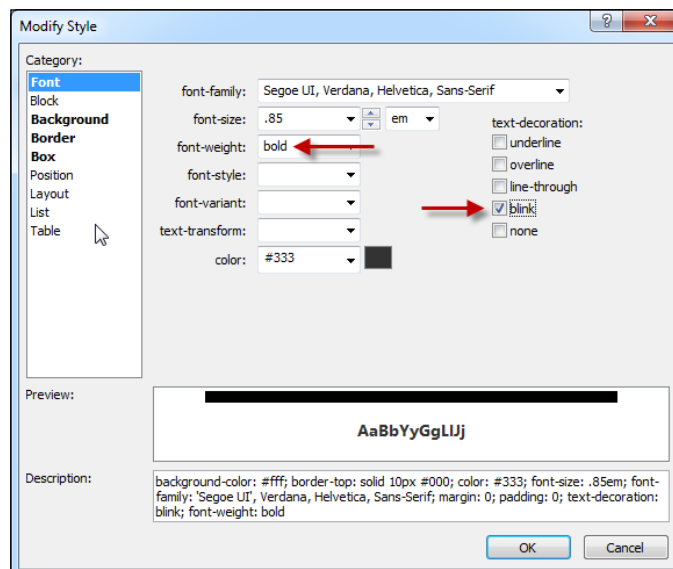 Modify Style
Category:
Font
Block
Background
Border
Box
Position
Layout
List
Table
font-family: Segoe UI, Verdana, Helvetica, Sans-Serif
font-size: .85 em
font-weight: bold
font-style:
font-variant:
text-transform:
color: #333
text-decoration:
underline
overline
line-through
blink
none
Preview:
AaBbYyGgLlJj
Description:
background-color: #fff; border-top: solid 10px #000; color: #333; font-size: .85em; font-
family: 'Segoe UI', Verdana, Helvetica, Sans-Serif; margin: 0; padding: 0; text-decoration:
blink; font-weight: bold
OK Cancel